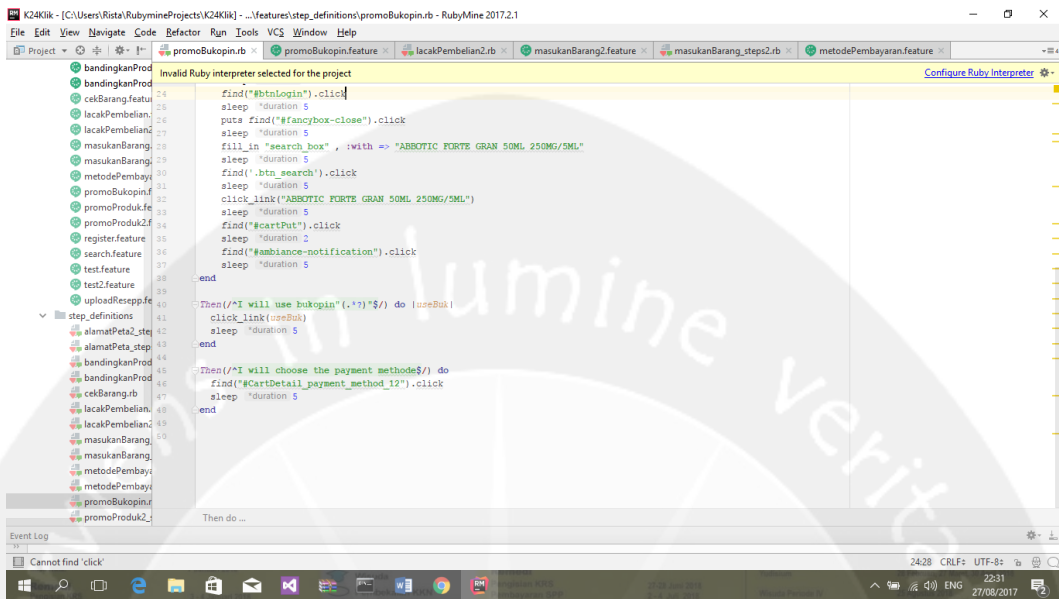 K24Klik - [C:\Users\Rista\RubymineProjects\K24Klik] - ...\features\step_definitions\promoBukopin.rb - RubyMine 2017.2.1
File Edit View Navigate Code Refactor Run Tools VCS Window Help
Project promoBukopin.rb promoBukopin.feature lacakPembelian2.rb masukanBarang2.feature masukanBarang_steps2.rb metodePembayaran.feature
Invalid Ruby interpreter selected for the project Configure Ruby Interpreter
bandingkanProd
bandingkanProd
cekBarang.featu
lacakPembelian.
lacakPembelian2
masukanBarang.
masukanBarang2
metodePembaya
promoBukopin.f
promoProduk.fe
promoProduk2.f
register.feature
search.feature
test.feature
test2.feature
uploadResepp.fe
step_definitions
alamatPeta2_step
alamatPeta_step
bandingkanProd
bandingkanProd
cekBarang.rb
lacakPembelian.
lacakPembelian2
masukanBarang_
masukanBarang_
metodePembaya
metodePembaya
promoBukopin.r
promoProduk2_s
24 find("#btnLogin").click
25 sleep *duration 5
26 puts find("#fancybox-close").click
27 sleep *duration 5
28 fill_in "search_box" , :with => "ABBOTIC FORTE GRAN 50ML 250MG/5ML"
29 sleep *duration 5
30 find('.btn_search').click
31 sleep *duration 5
32 click_link("ABBOTIC FORTE GRAN 50ML 250MG/5ML")
33 sleep *duration 5
34 find("#cartPut").click
35 sleep *duration 2
36 find("#ambiance-notification").click
37 sleep *duration 5
38 end
39
40 Then(/^I will use bukopin"(.*?)"$/) do |useBuk|
41 click_link(useBuk)
42 sleep *duration 5
43 end
44
45 Then(/^I will choose the payment methode$/) do
46 find("#CartDetail_payment_method_12").click
47 sleep *duration 5
48 end
49
50
Then do ...
Event Log
Cannot find 'click' 24:28 CRLF UTF-8
ENG 22:31
27/08/2017
in lumine veritas